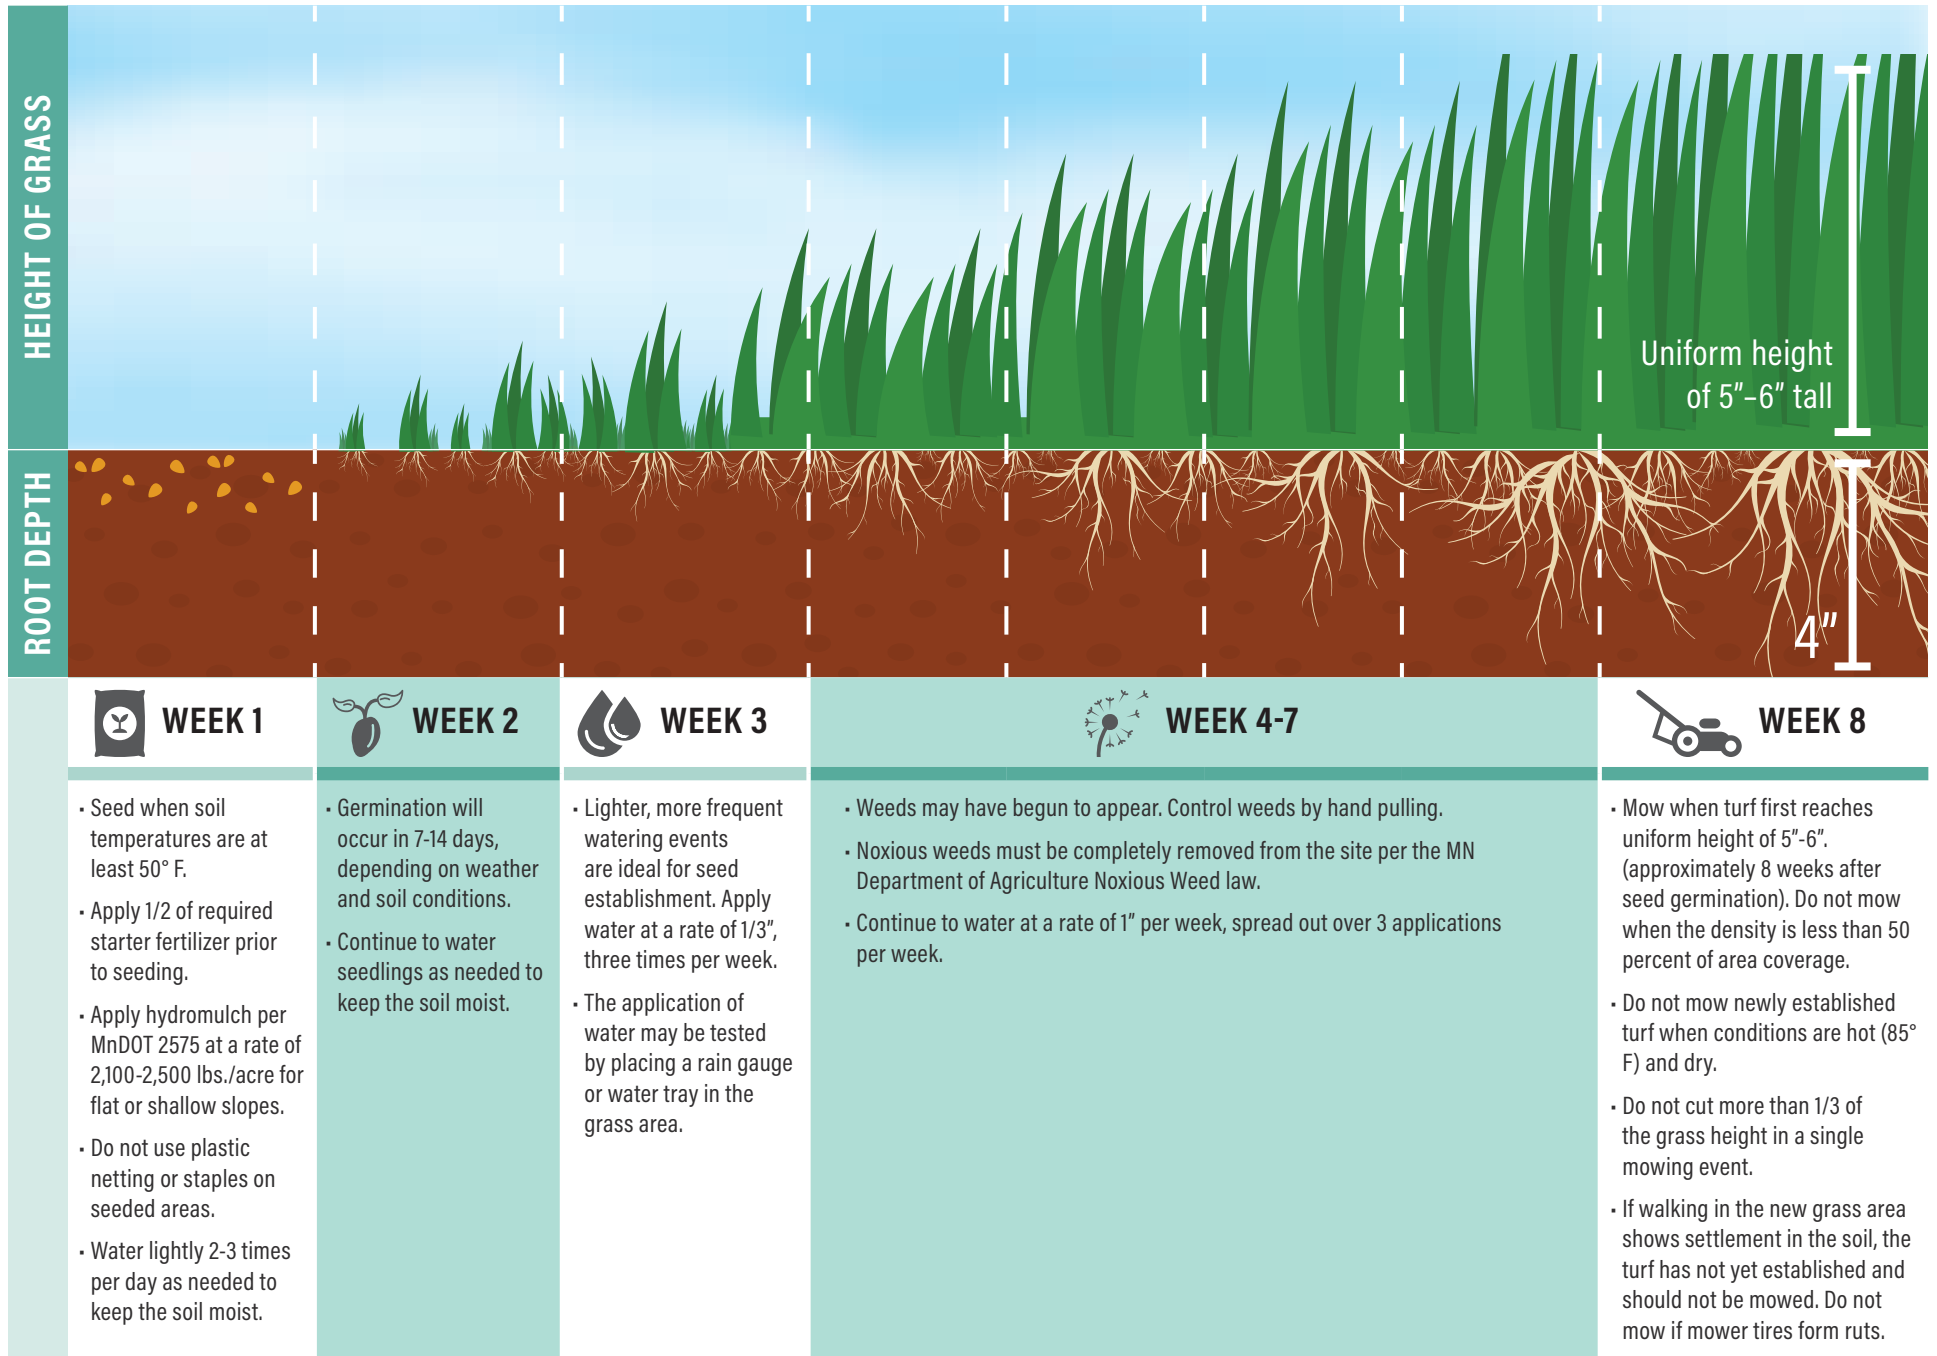 HEIGHT OF GRASS
Uniform height
of 5”–6” tall
ROOT DEPTH
4”
WEEK 1
· Seed when soil
temperatures are at
least 50° F.
· Apply 1/2 of required
starter fertilizer prior
to seeding.
· Apply hydromulch per
MnDOT 2575 at a rate of
2,100-2,500 lbs./acre for
flat or shallow slopes.
· Do not use plastic
netting or staples on
seeded areas.
· Water lightly 2-3 times
per day as needed to
keep the soil moist.
WEEK 2
· Germination will
occur in 7-14 days,
depending on weather
and soil conditions.
· Continue to water
seedlings as needed to
keep the soil moist.
WEEK 3
· Lighter, more frequent
watering events
are ideal for seed
establishment. Apply
water at a rate of 1/3”,
three times per week.
· The application of
water may be tested
by placing a rain gauge
or water tray in the
grass area.
WEEK 4-7
· Weeds may have begun to appear. Control weeds by hand pulling.
· Noxious weeds must be completely removed from the site per the MN
Department of Agriculture Noxious Weed law.
· Continue to water at a rate of 1” per week, spread out over 3 applications
per week.
WEEK 8
· Mow when turf first reaches
uniform height of 5”-6”.
(approximately 8 weeks after
seed germination). Do not mow
when the density is less than 50
percent of area coverage.
· Do not mow newly established
turf when conditions are hot (85°
F) and dry.
· Do not cut more than 1/3 of
the grass height in a single
mowing event.
· If walking in the new grass area
shows settlement in the soil, the
turf has not yet established and
should not be mowed. Do not
mow if mower tires form ruts.